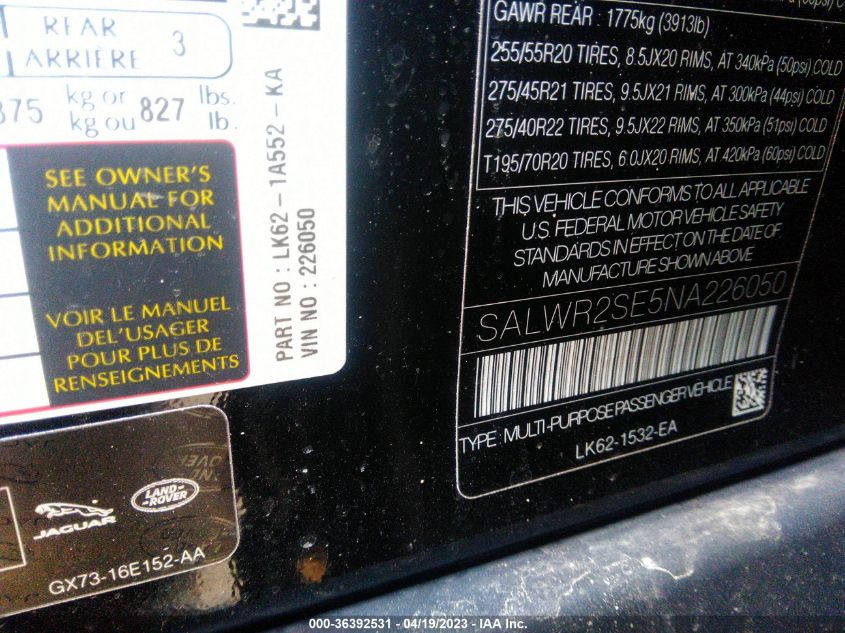 REAR
ARRIÈRE 3
375 kg or 827 lbs.
kg ou lb.
SEE OWNER'S
MANUAL FOR
ADDITIONAL
INFORMATION
VOIR LE MANUEL
DEL'USAGER
POUR PLUS DE
RENSEIGNEMENTS
PART NO : LK62-1A552-KA
VIN NO : 226050
JAGUAR
LAND-ROVER
GX73-16E152-AA
GAWR REAR : 1775kg (3913lb)
255/55R20 TIRES, 8.5JX20 RIMS, AT 340kPa (50psi) COLD
275/45R21 TIRES, 9.5JX21 RIMS, AT 300kPa (44psi) COLD
275/40R22 TIRES, 9.5JX22 RIMS, AT 350kPa (51psi) COLD
T195/70R20 TIRES, 6.0JX20 RIMS, AT 420kPa (60psi) COLD
THIS VEHICLE CONFORMS TO ALL APPLICABLE
U.S. FEDERAL MOTOR VEHICLE SAFETY
STANDARDS IN EFFECT ON THE DATE OF
MANUFACTURE SHOWN ABOVE
SALWR2SE5NA226050
TYPE : MULTI-PURPOSE PASSENGER VEHICLE
LK62-1532-EA
000-36392531 - 04/19/2023 - IAA Inc.